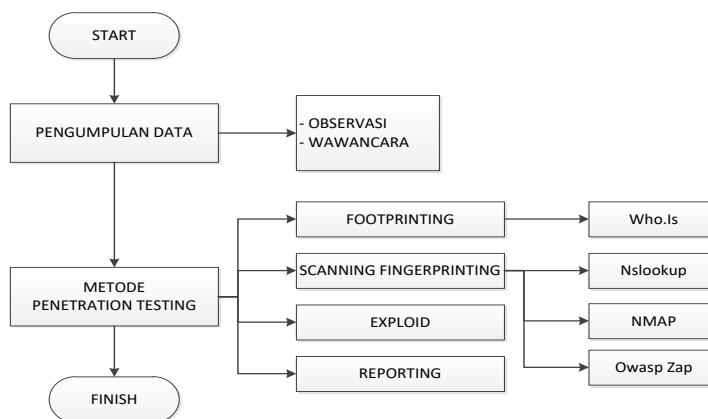 START
PENGUMPULAN DATA
- OBSERVASI
- WAWANCARA
METODE
PENETRATION TESTING
FOOTPRINTING
Who.Is
SCANNING FINGERPRINTING
Nslookup
NMAP
Owasp Zap
EXPLOID
REPORTING
FINISH